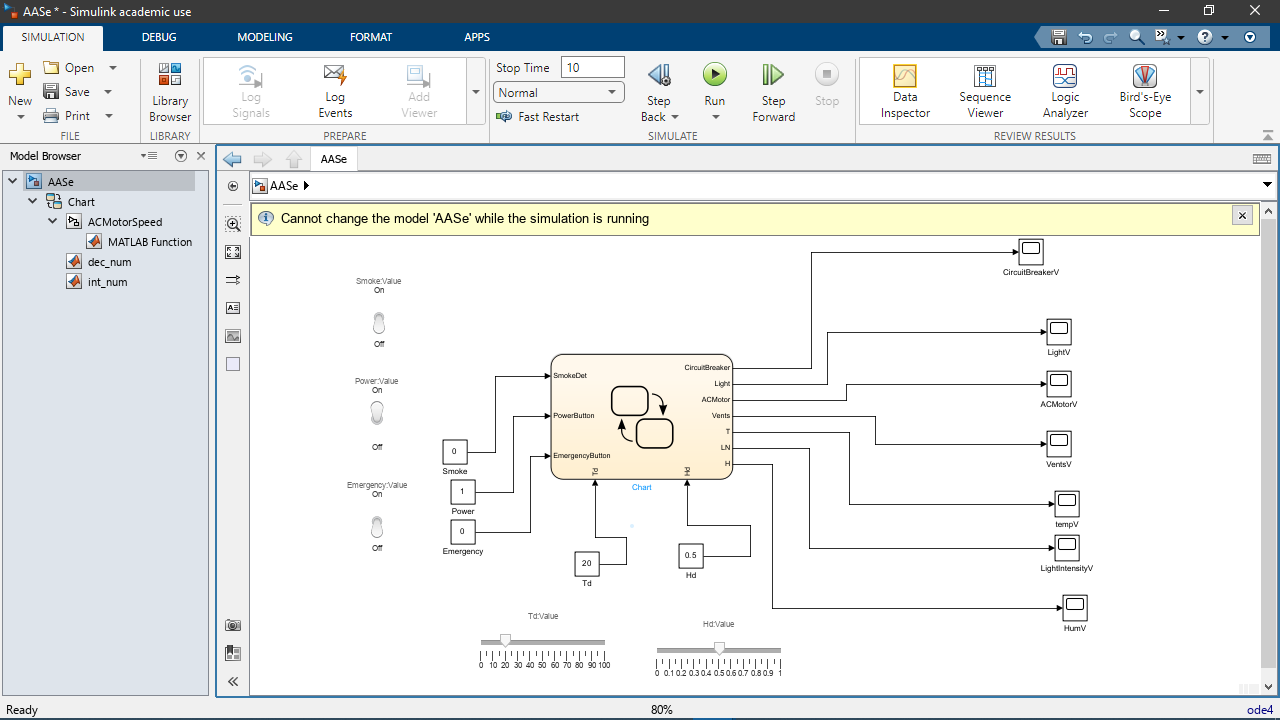 AASe * - Simulink academic use
SIMULATION DEBUG MODELING FORMAT APPS
New
Open
Save
Print
FILE
Library
Browser
LIBRARY
Log
Signals
Log
Events
Add
Viewer
PREPARE
Stop Time 10
Normal
Fast Restart
Step
Back
Run
Step
Forward
Stop
SIMULATE
Data
Inspector
Sequence
Viewer
Logic
Analyzer
Bird's-Eye
Scope
REVIEW RESULTS
Model Browser
AASe
Chart
ACMotorSpeed
MATLAB Function
dec_num
int_num
AASe
AASe
Cannot change the model 'AASe' while the simulation is running
Smoke:Value
On
Off
Power:Value
On
Off
Emergency:Value
On
Off
0
Smoke
1
Power
0
Emergency
SmokeDet
PowerButton
EmergencyButton
Td
Hd
CircuitBreaker
Light
ACMotor
Vents
T
LN
H
Chart
20
Td
0.5
Hd
CircuitBreakerV
LightV
ACMotorV
VentsV
tempV
LightIntensityV
HumV
Td:Value
0 10 20 30 40 50 60 70 80 90 100
Hd:Value
0 0.1 0.2 0.3 0.4 0.5 0.6 0.7 0.8 0.9 1
Ready 80% ode4